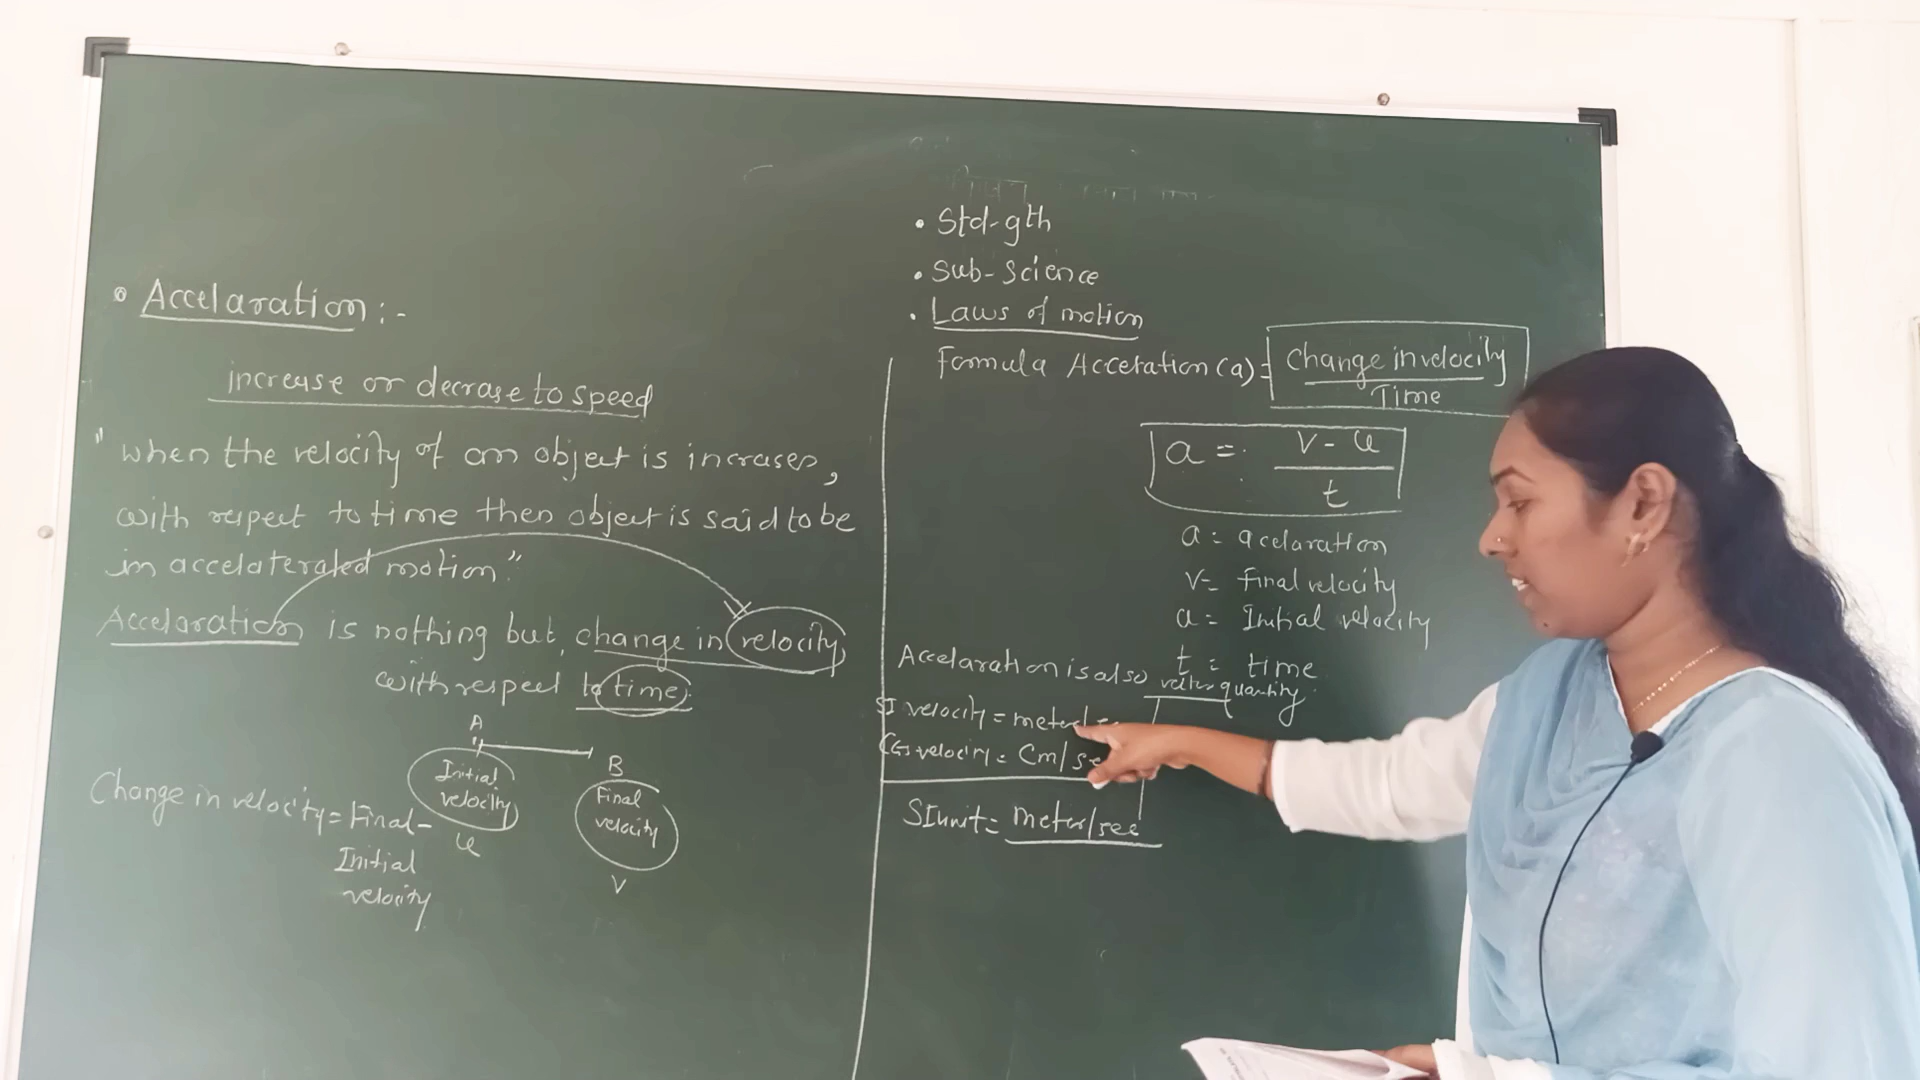 • Std-9th
• Sub-Science
• Laws of motion
• Accelaration :-
increase or decrase to speed
"when the velocity of an object is increases,
with respect to time then object is said to be
in accelaterated motion."
Accelaration is nothing but, change in velocity
with respect to time.
A
B
Initial velocity
u
Final velocity
V
Change in velocity = Final -
Initial
velocity
Formula Acceration (a) = Change in velocity
Time
a = v - u
t
a = acelaration
v = Final velocity
u = Initial velocity
t = time
Accelaration is also vector quantity
SI velocity = meter/
velocity = Cm/se
SI unit = meter/sec